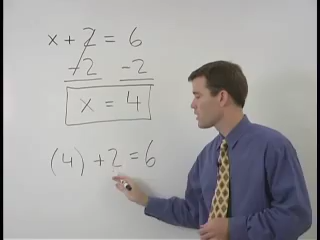 x + 2 = 6
-2 -2
x = 4
(4) + 2 = 6